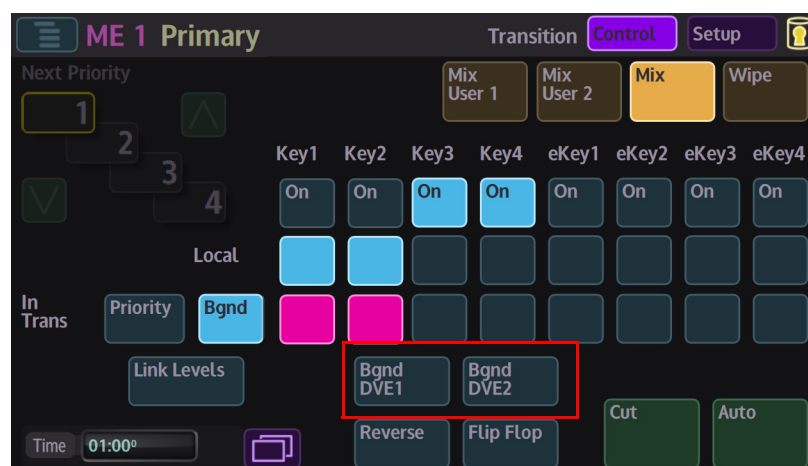 ME 1 Primary
Transition
Control
Setup
Next Priority
1
2
3
4
Mix
User 1
Mix
User 2
Mix
Wipe
Key1 Key2 Key3 Key4 eKey1 eKey2 eKey3 eKey4
On On On On On On On On
Local
In
Trans
Priority
Bgnd
Link Levels
Bgnd
DVE1
Bgnd
DVE2
Time 01:00⁰
Reverse
Flip Flop
Cut
Auto